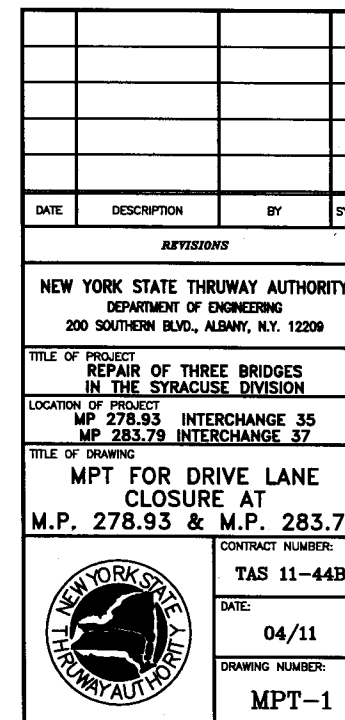 DATE DESCRIPTION BY
REVISIONS
NEW YORK STATE THRUWAY AUTHORITY
DEPARTMENT OF ENGINEERING
200 SOUTHERN BLVD., ALBANY, N.Y. 12209
TITLE OF PROJECT
REPAIR OF THREE BRIDGES
IN THE SYRACUSE DIVISION
LOCATION OF PROJECT
MP 278.93 INTERCHANGE 35
MP 283.79 INTERCHANGE 37
TITLE OF DRAWING
MPT FOR DRIVE LANE
CLOSURE AT
M.P. 278.93 & M.P. 283.7
NEW YORK STATE
THRUWAY AUTHORITY
CONTRACT NUMBER:
TAS 11-44B
DATE:
04/11
DRAWING NUMBER:
MPT-1